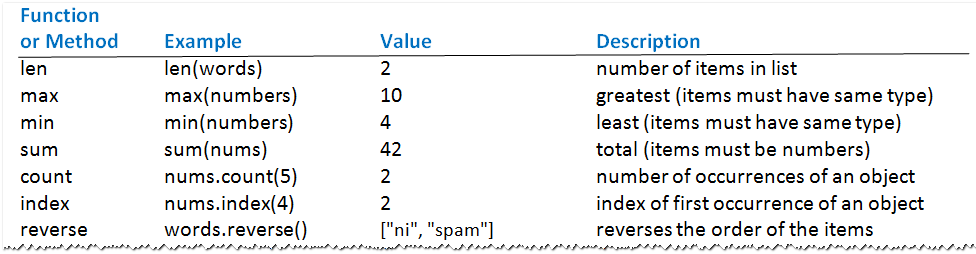 Function
or Method Example Value Description
len len(words) 2 number of items in list
max max(numbers) 10 greatest (items must have same type)
min min(numbers) 4 least (items must have same type)
sum sum(nums) 42 total (items must be numbers)
count nums.count(5) 2 number of occurrences of an object
index nums.index(4) 2 index of first occurrence of an object
reverse words.reverse() ["ni", "spam"] reverses the order of the items